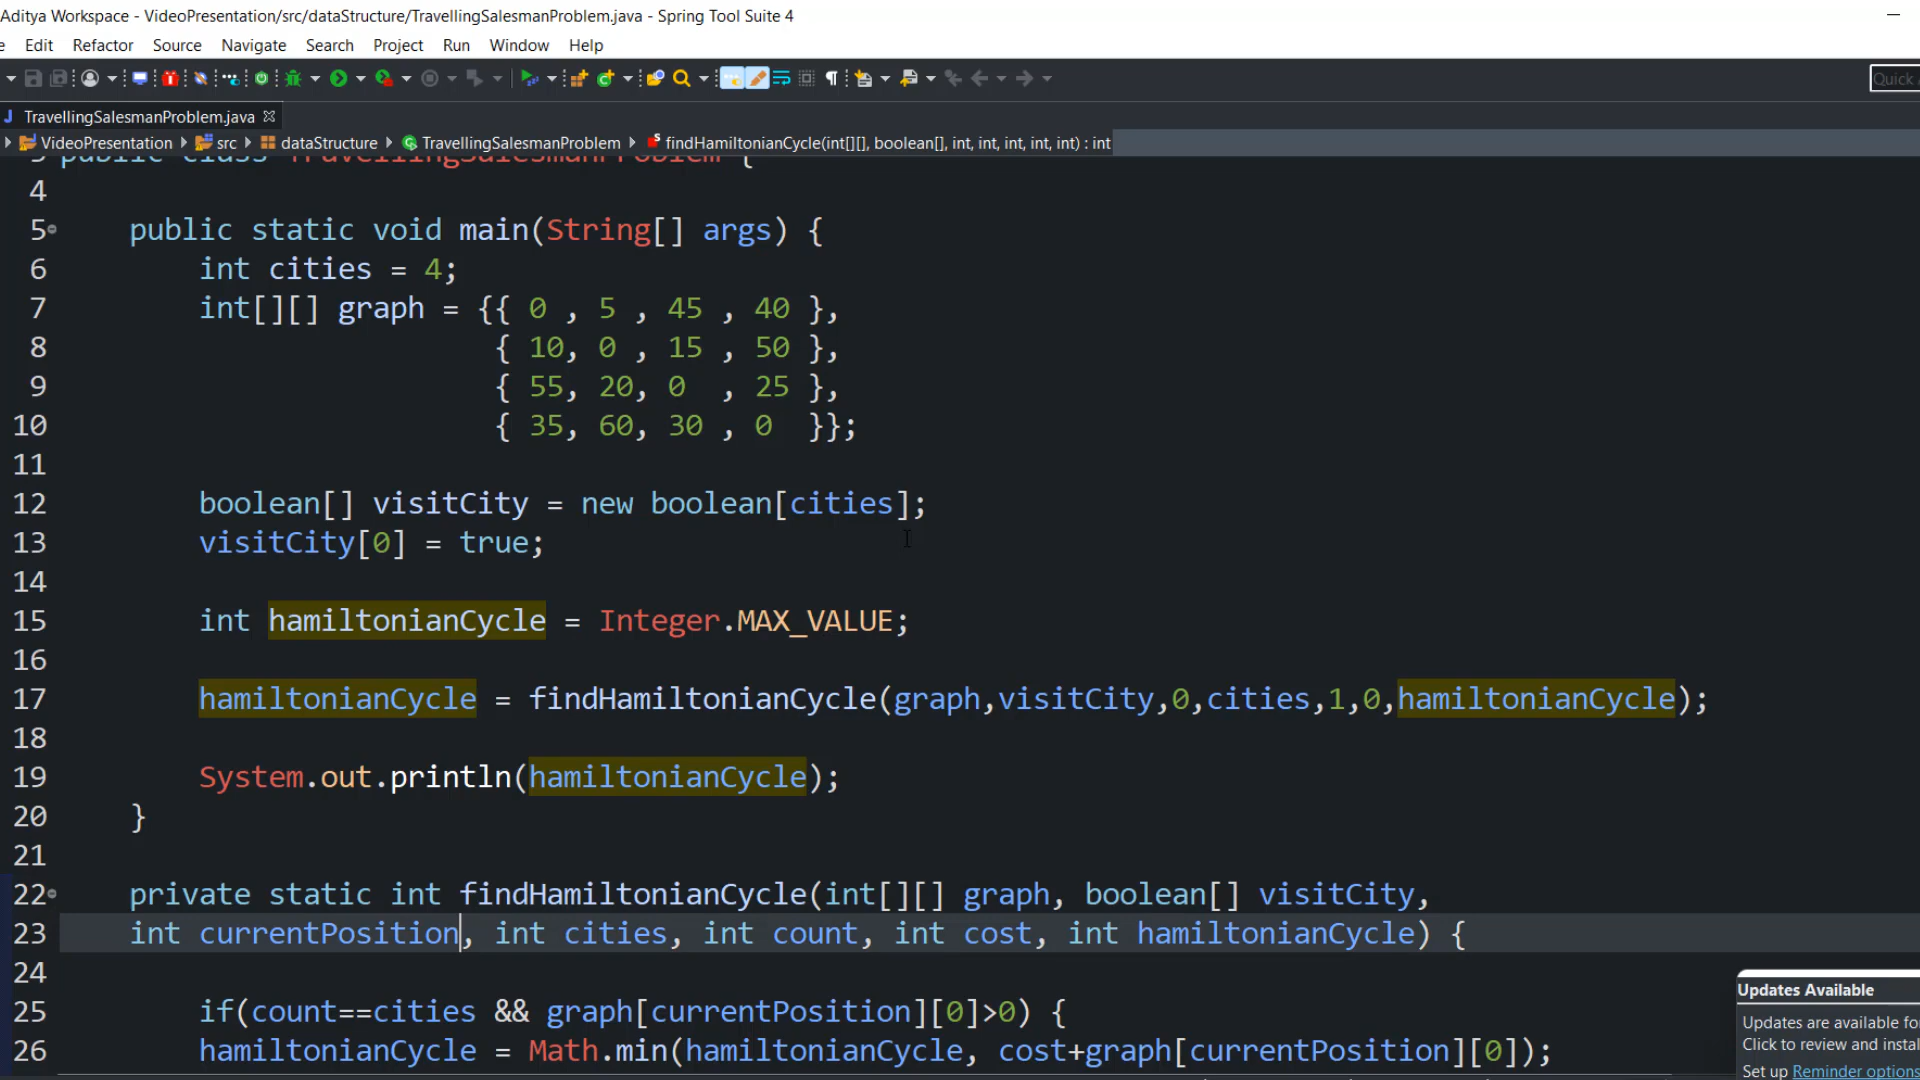 Aditya Workspace - VideoPresentation/src/dataStructure/TravellingSalesmanProblem.java - Spring Tool Suite 4
e Edit Refactor Source Navigate Search Project Run Window Help
Quick
TravellingSalesmanProblem.java
VideoPresentation src dataStructure TravellingSalesmanProblem findHamiltonianCycle(int[][], boolean[], int, int, int, int, int) : int
public class TravellingSalesmanProblem {
4
5 public static void main(String[] args) {
6 int cities = 4;
7 int[][] graph = {{ 0 , 5 , 45 , 40 },
8 { 10, 0 , 15 , 50 },
9 { 55, 20, 0 , 25 },
10 { 35, 60, 30 , 0 }};
11
12 boolean[] visitCity = new boolean[cities];
13 visitCity[0] = true;
14
15 int hamiltonianCycle = Integer.MAX_VALUE;
16
17 hamiltonianCycle = findHamiltonianCycle(graph,visitCity,0,cities,1,0,hamiltonianCycle);
18
19 System.out.println(hamiltonianCycle);
20 }
21
22 private static int findHamiltonianCycle(int[][] graph, boolean[] visitCity,
23 int currentPosition, int cities, int count, int cost, int hamiltonianCycle) {
24
25 if(count==cities && graph[currentPosition][0]>0) {
26 hamiltonianCycle = Math.min(hamiltonianCycle, cost+graph[currentPosition][0]);
Updates Available
Updates are available fo
Click to review and instal
Set up Reminder options